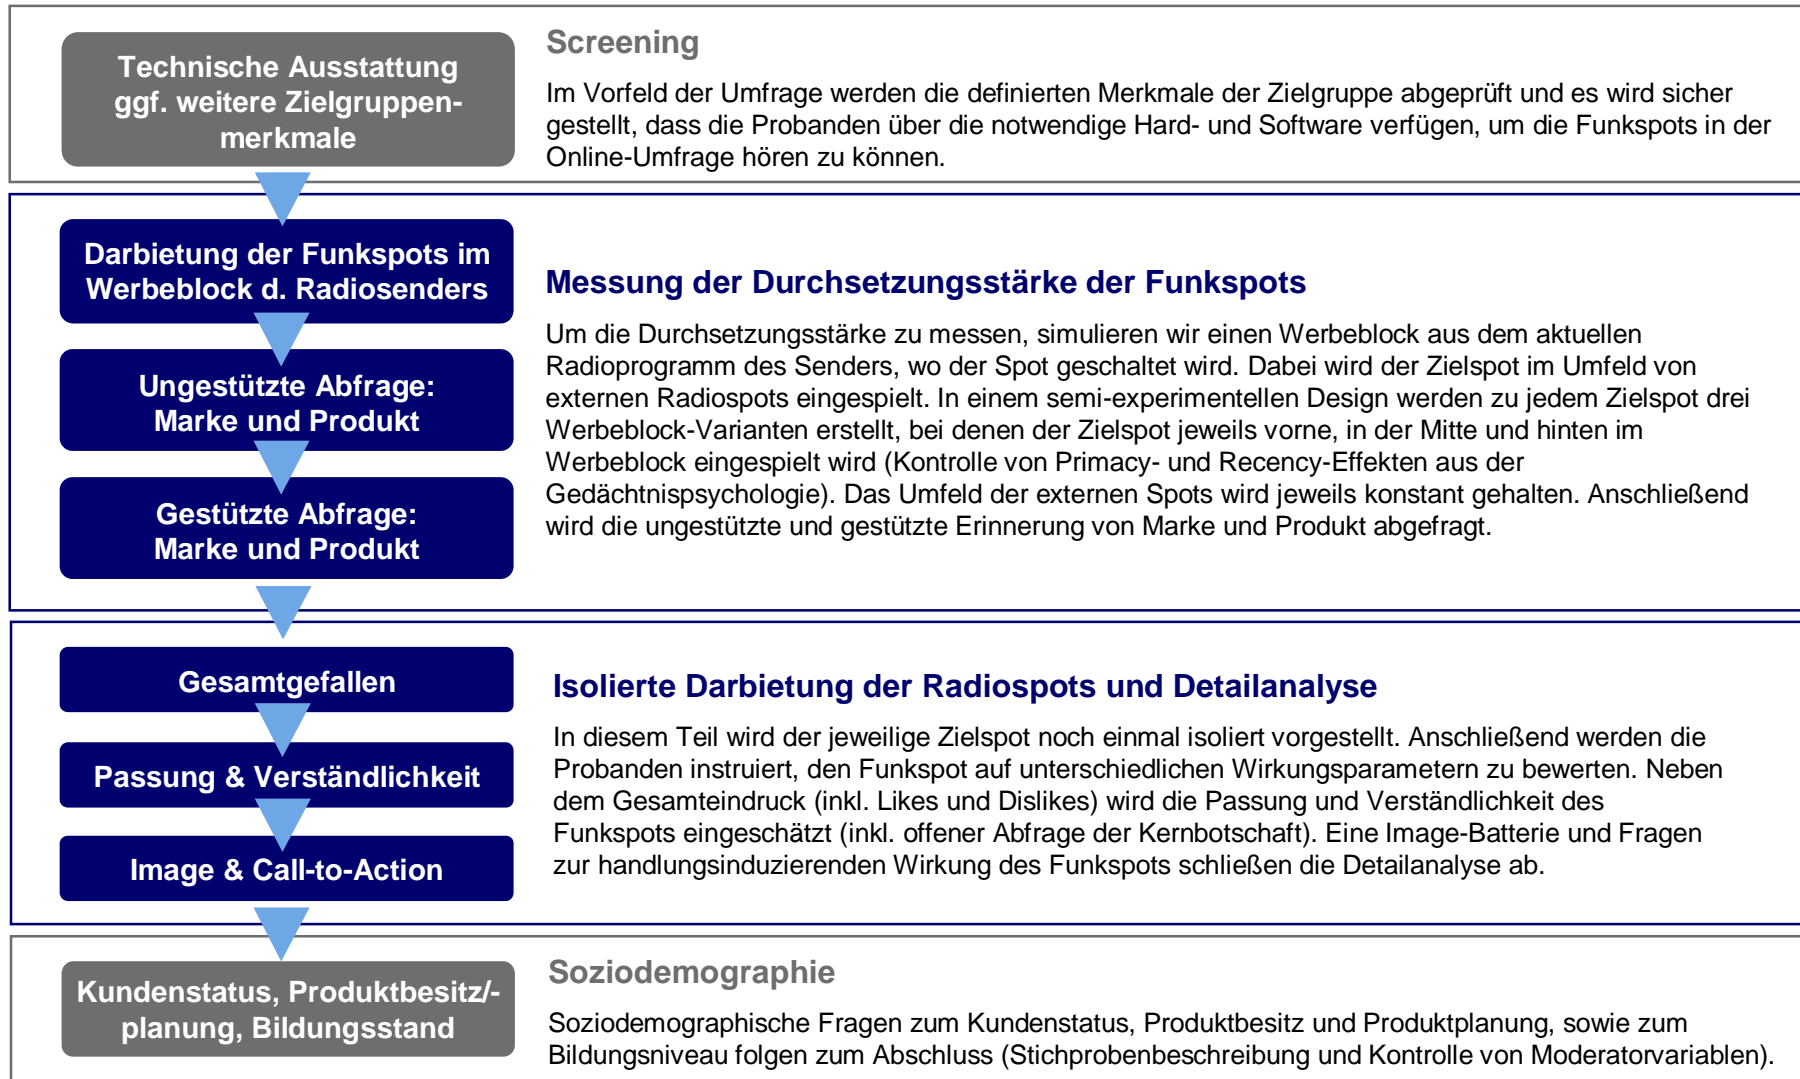 Technische Ausstattung
ggf. weitere Zielgruppen-
merkmale
Screening
Im Vorfeld der Umfrage werden die definierten Merkmale der Zielgruppe abgeprüft und es wird sicher
gestellt, dass die Probanden über die notwendige Hard- und Software verfügen, um die Funkspots in der
Online-Umfrage hören zu können.
Darbietung der Funkspots im
Werbeblock d. Radiosenders
Ungestützte Abfrage:
Marke und Produkt
Gestützte Abfrage:
Marke und Produkt
Messung der Durchsetzungsstärke der Funkspots
Um die Durchsetzungsstärke zu messen, simulieren wir einen Werbeblock aus dem aktuellen
Radioprogramm des Senders, wo der Spot geschaltet wird. Dabei wird der Zielspot im Umfeld von
externen Radiospots eingespielt. In einem semi-experimentellen Design werden zu jedem Zielspot drei
Werbeblock-Varianten erstellt, bei denen der Zielspot jeweils vorne, in der Mitte und hinten im
Werbeblock eingespielt wird (Kontrolle von Primacy- und Recency-Effekten aus der
Gedächtnispsychologie). Das Umfeld der externen Spots wird jeweils konstant gehalten. Anschließend
wird die ungestützte und gestützte Erinnerung von Marke und Produkt abgefragt.
Gesamtgefallen
Passung & Verständlichkeit
Image & Call-to-Action
Isolierte Darbietung der Radiospots und Detailanalyse
In diesem Teil wird der jeweilige Zielspot noch einmal isoliert vorgestellt. Anschließend werden die
Probanden instruiert, den Funkspot auf unterschiedlichen Wirkungsparametern zu bewerten. Neben
dem Gesamteindruck (inkl. Likes und Dislikes) wird die Passung und Verständlichkeit des
Funkspots eingeschätzt (inkl. offener Abfrage der Kernbotschaft). Eine Image-Batterie und Fragen
zur handlungsinduzierenden Wirkung des Funkspots schließen die Detailanalyse ab.
Kundenstatus, Produktbesitz/-
planung, Bildungsstand
Soziodemographie
Soziodemographische Fragen zum Kundenstatus, Produktbesitz und Produktplanung, sowie zum
Bildungsniveau folgen zum Abschluss (Stichprobenbeschreibung und Kontrolle von Moderatorvariablen).